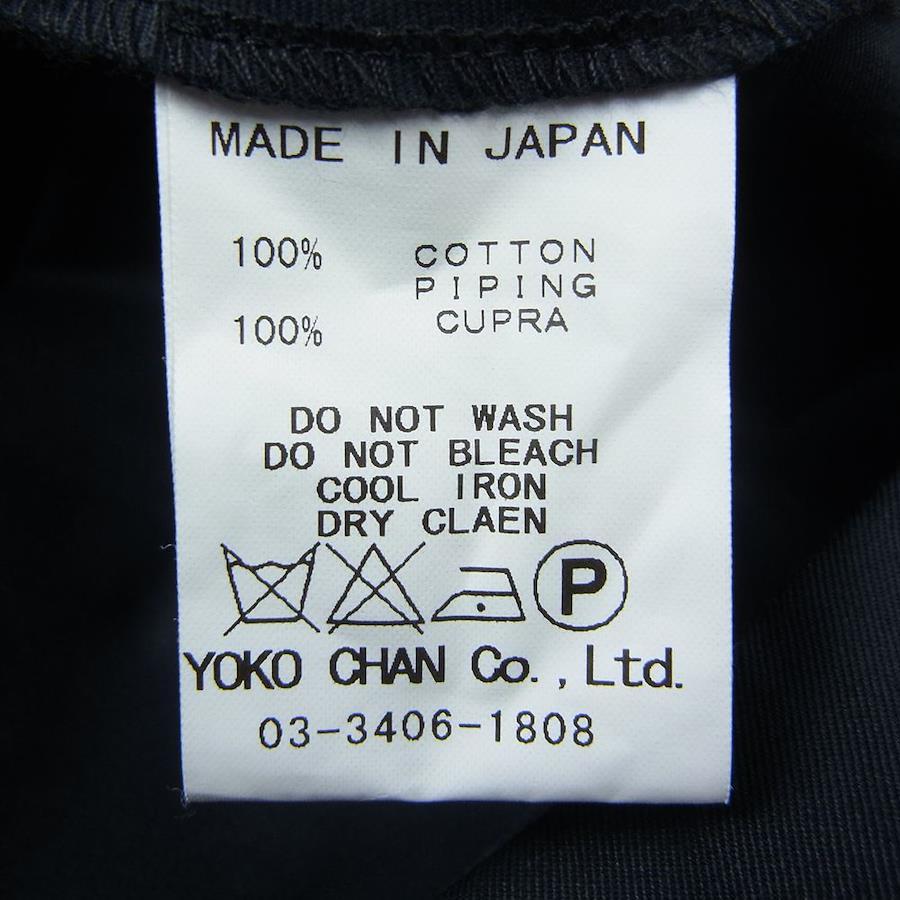 MADE IN JAPAN
100% COTTON
PIPING
100% CUPRA
DO NOT WASH
DO NOT BLEACH
COOL IRON
DRY CLAEN
P
YOKO CHAN Co.,Ltd.
03-3406-1808